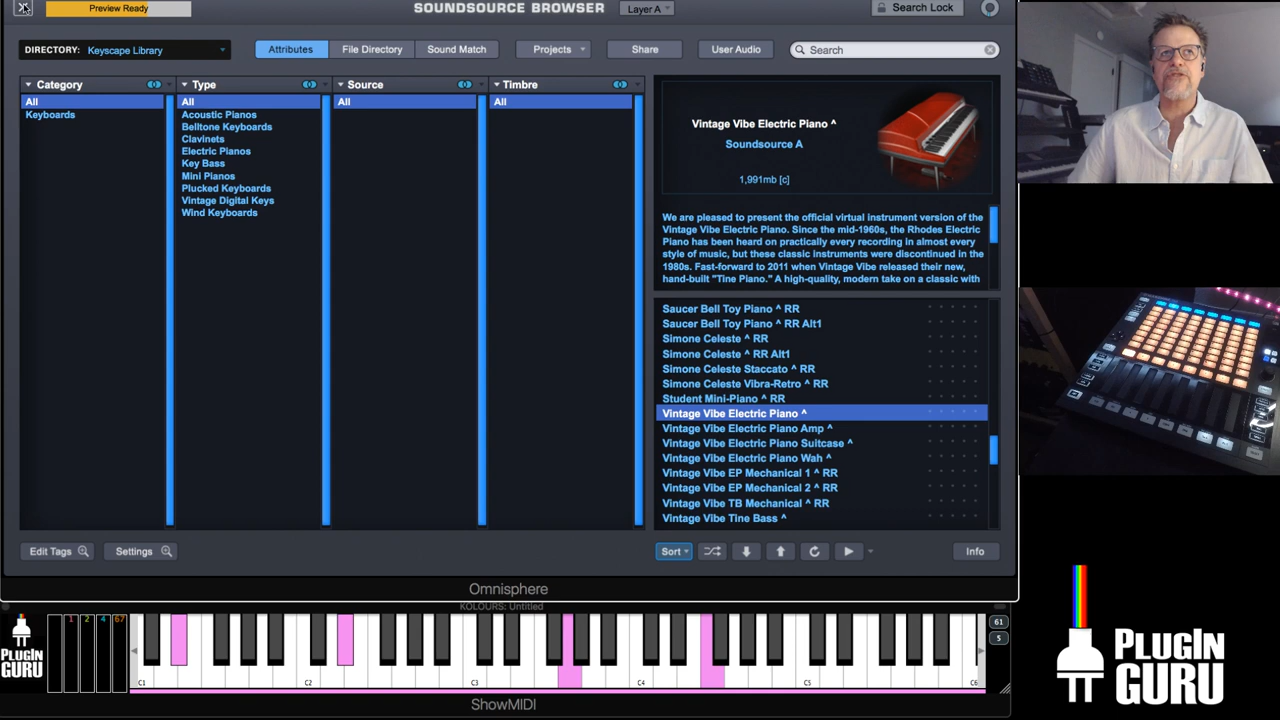 Preview Ready
SOUNDSOURCE BROWSER
Layer A
Search Lock
DIRECTORY: Keyscape Library
Attributes
File Directory
Sound Match
Projects
Share
User Audio
Search
Category
Type
Source
Timbre
All
Keyboards
All
Acoustic Pianos
Belltone Keyboards
Clavinets
Electric Pianos
Key Bass
Mini Pianos
Plucked Keyboards
Vintage Digital Keys
Wind Keyboards
All
All
Vintage Vibe Electric Piano ^
Soundsource A
1,991mb [c]
We are pleased to present the official virtual instrument version of the
Vintage Vibe Electric Piano. Since the mid-1960s, the Rhodes Electric
Piano has been heard on practically every recording in almost every
style of music, but these classic instruments were discontinued in the
1980s. Fast-forward to 2011 when Vintage Vibe released their new,
hand-built "Tine Piano." A high-quality, modern take on a classic with
Saucer Bell Toy Piano ^ RR
Saucer Bell Toy Piano ^ RR Alt1
Simone Celeste ^ RR
Simone Celeste ^ RR Alt1
Simone Celeste Staccato ^ RR
Simone Celeste Vibra-Retro ^ RR
Student Mini-Piano ^ RR
Vintage Vibe Electric Piano ^
Vintage Vibe Electric Piano Amp ^
Vintage Vibe Electric Piano Suitcase ^
Vintage Vibe Electric Piano Wah ^
Vintage Vibe EP Mechanical 1 ^ RR
Vintage Vibe EP Mechanical 2 ^ RR
Vintage Vibe TB Mechanical ^ RR
Vintage Vibe Tine Bass ^
Edit Tags
Settings
Sort
Info
Omnisphere
KOLOURS: Untitled
1 2 4 67
61
5
PLUGIN
GURU
C1 C2 C3 C4 C5 C6
ShowMIDI
PLUGIN
GURU